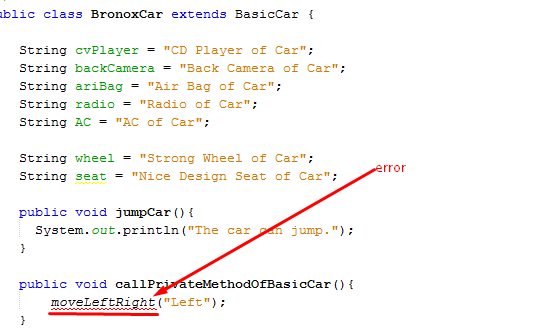 ublic class BronoxCar extends BasicCar {
String cvPlayer = "CD Player of Car";
String backCamera = "Back Camera of Car";
String ariBag = "Air Bag of Car";
String radio = "Radio of Car";
String AC = "AC of Car";
String wheel = "Strong Wheel of Car";
String seat = "Nice Design Seat of Car";
error
public void jumpCar(){
System.out.println("The car can jump.");
}
public void callPrivateMethodOfBasicCar(){
moveLeftRight("Left");
}